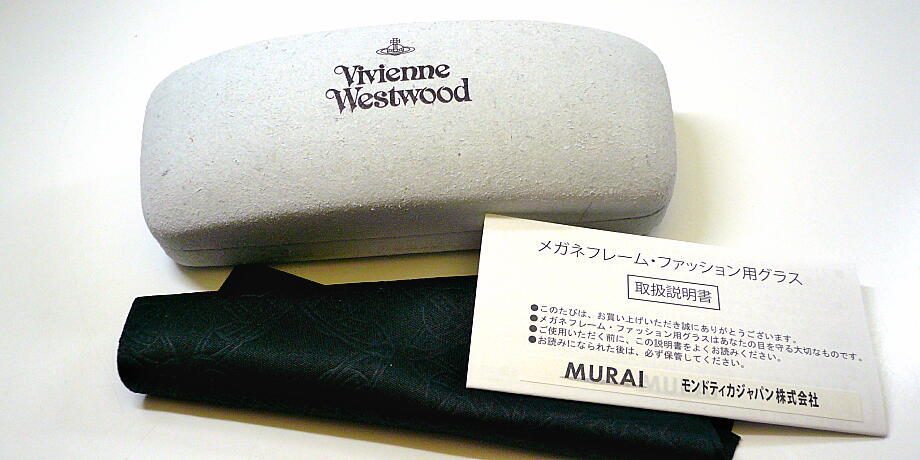 Vivienne
Westwood
メガネフレーム・ファッション用グラス
取扱説明書
●このたびは、お買い上げいただき誠にありがとうございます。
●メガネフレーム・ファッション用グラスはあなたの目を守る大切なものです。
●ご使用いただく前に、この説明書をよくお読みください。
●お読みになられた後は、必ず保管してください。
MURAI モンドティカジャパン株式会社